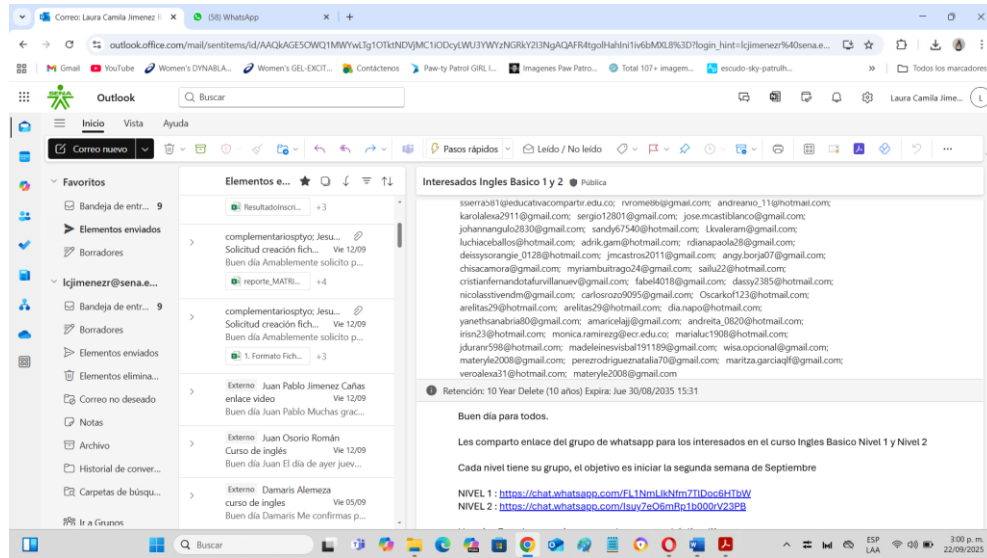 Correo: Laura Camila Jimenez R
(58) WhatsApp
outlook.office.com/mail/sentitems/id/AAQkAGE5OWQ1MWYwLTg1OTktNDVjMC1iODcyLWU3YWYzNGRkY2I3NgAQAFR4tgolHahIni1iv6bMXL8%3D?login_hint=lcjimenezr%40sena.e...
Gmail YouTube Women's DYNABLA... Women's GEL-EXCIT... Contáctenos Paw-ty Patrol GIRL I... Imagenes Paw Patro... Total 107+ imagem... escudo-sky-patrulh... Todos los marcadores
SENA Outlook Buscar Laura Camila Jime... L
Inicio Vista Ayuda
Correo nuevo Pasos rápidos Leído / No leído
Favoritos
Bandeja de entr... 9
Elementos enviados
Borradores
lcjimenezr@sena.e...
Bandeja de entr... 9
Borradores
Elementos enviados
Elementos elimina...
Correo no deseado
Notas
Archivo
Historial de conver...
Carpetas de búsqu...
Ir a Grupos
Elementos e...
ResultadoInscri... +3
complementariosptyo; Jesu...
Solicitud creación fich... Vie 12/09
Buen día Amablemente solicito p...
reporte_MATRI... +4
complementariosptyo; Jesu...
Solicitud creación fich... Vie 12/09
Buen día Amablemente solicito p...
1. Formato Fich... +3
Externo Juan Pablo Jimenez Cañas
enlace video Vie 12/09
Buen día Juan Pablo Muchas grac...
Externo Juan Osorio Román
Curso de inglés Vie 12/09
Buen día Juan El día de ayer juev...
Externo Damaris Alemeza
curso de ingles Vie 05/09
Buen día Damaris Me confirmas p...
Interesados Ingles Basico 1 y 2 Pública
sserra581@educativacompartir.edu.co; rvrome86@gmail.com; andreanio_11@hotmail.com;
karolalexa2911@gmail.com; sergio12801@gmail.com; jose.mcastiblanco@gmail.com;
johannangulo2830@gmail.com; sandy67540@hotmail.com; Lkvaleram@gmail.com;
luchiaceballos@hotmail.com; adrik.gam@hotmail.com; rdianapaola28@gmail.com;
deissysorangie_0128@hotmail.com; jmcastros2011@gmail.com; angy.borja07@gmail.com;
chisacamora@gmail.com; myriambuitrago24@gmail.com; sailu22@hotmail.com;
cristianfernandotafurvillanuev@gmail.com; fabel4018@gmail.com; dassy2385@hotmail.com;
nicolasstivendm@gmail.com; carlosrozo9095@gmail.com; Oscarkof123@hotmail.com;
arelitas29@hotmail.com; arelitas29@hotmail.com; dia.napo@hotmail.com;
yanethsanabria80@gmail.com; amaricelajj@gmail.com; andreita_0820@hotmail.com;
irisn23@hotmail.com; monica.ramirezg@ecr.edu.co; marialuc1908@hotmail.com;
jduranr598@gmail.com; madeleinesvisbal191189@gmail.com; wisa.opcional@gmail.com;
materyle2008@gmail.com; perezrodrigueznatalia70@gmail.com; maritza.garciaqlf@gmail.com;
veroalexa31@hotmail.com; materyle2008@gmail.com
Retención: 10 Year Delete (10 años) Expira: Jue 30/08/2035 15:31
Buen día para todos.
Les comparto enlace del grupo de whatsapp para los interesados en el curso Ingles Basico Nivel 1 y Nivel 2
Cada nivel tiene su grupo, el objetivo es iniciar la segunda semana de Septiembre
NIVEL 1 : https://chat.whatsapp.com/FL1NmLlkNfm7TlDoc6HTbW
NIVEL 2 : https://chat.whatsapp.com/Isuy7eO6mRp1b000rV23PB
Buscar
ESP
LAA
3:00 p. m.
22/09/2025